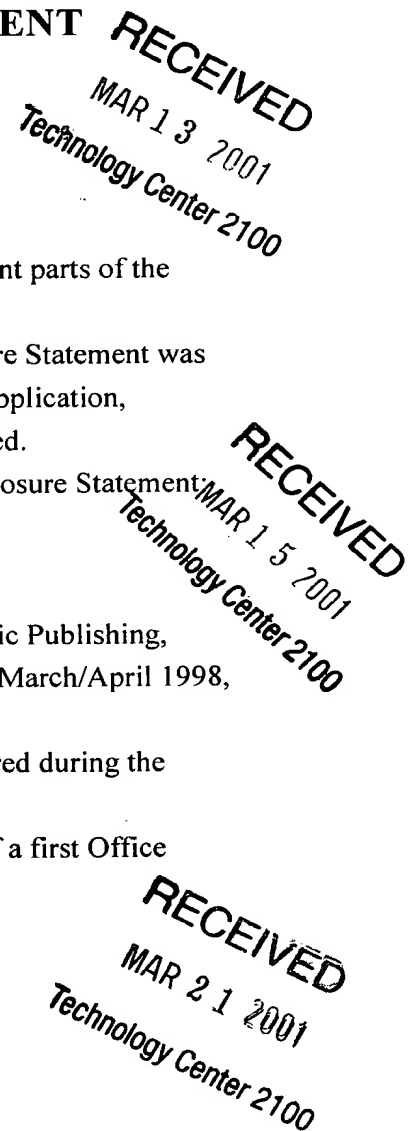 ENT
RECEIVED
MAR 13 2001
Technology Center 2100
nt parts of the
re Statement was
pplication,
ed.
osure Statement
RECEIVED
MAR 15 2001
Technology Center 2100
ic Publishing,
March/April 1998,
red during the
f a first Office
RECEIVED
MAR 21 2001
Technology Center 2100